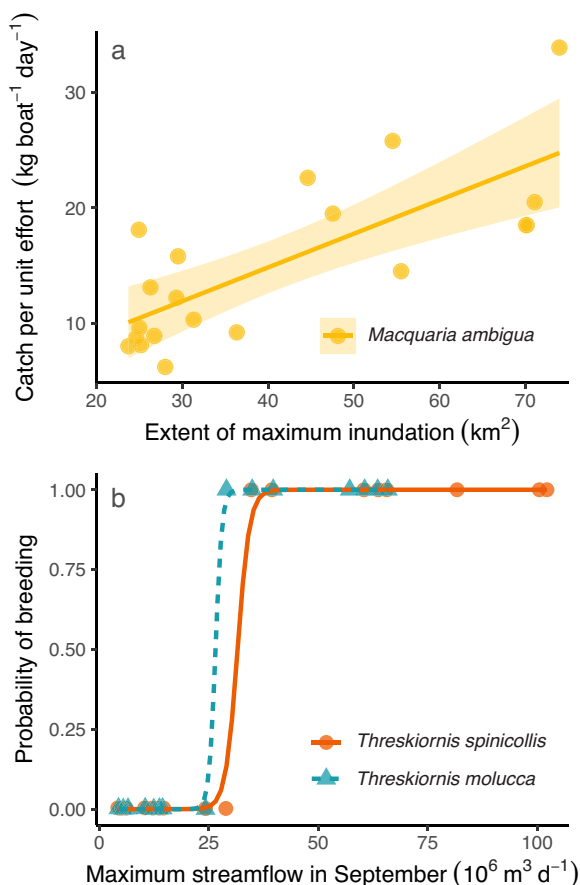 a
Catch per unit effort (kg boat⁻¹ day⁻¹)
30
20
10
Macquaria ambigua
20 30 40 50 60 70
Extent of maximum inundation (km²)
b
Probability of breeding
1.00
0.75
0.50
0.25
0.00
Threskiornis spinicollis
Threskiornis molucca
0 25 50 75 100
Maximum streamflow in September (10⁶ m³ d⁻¹)